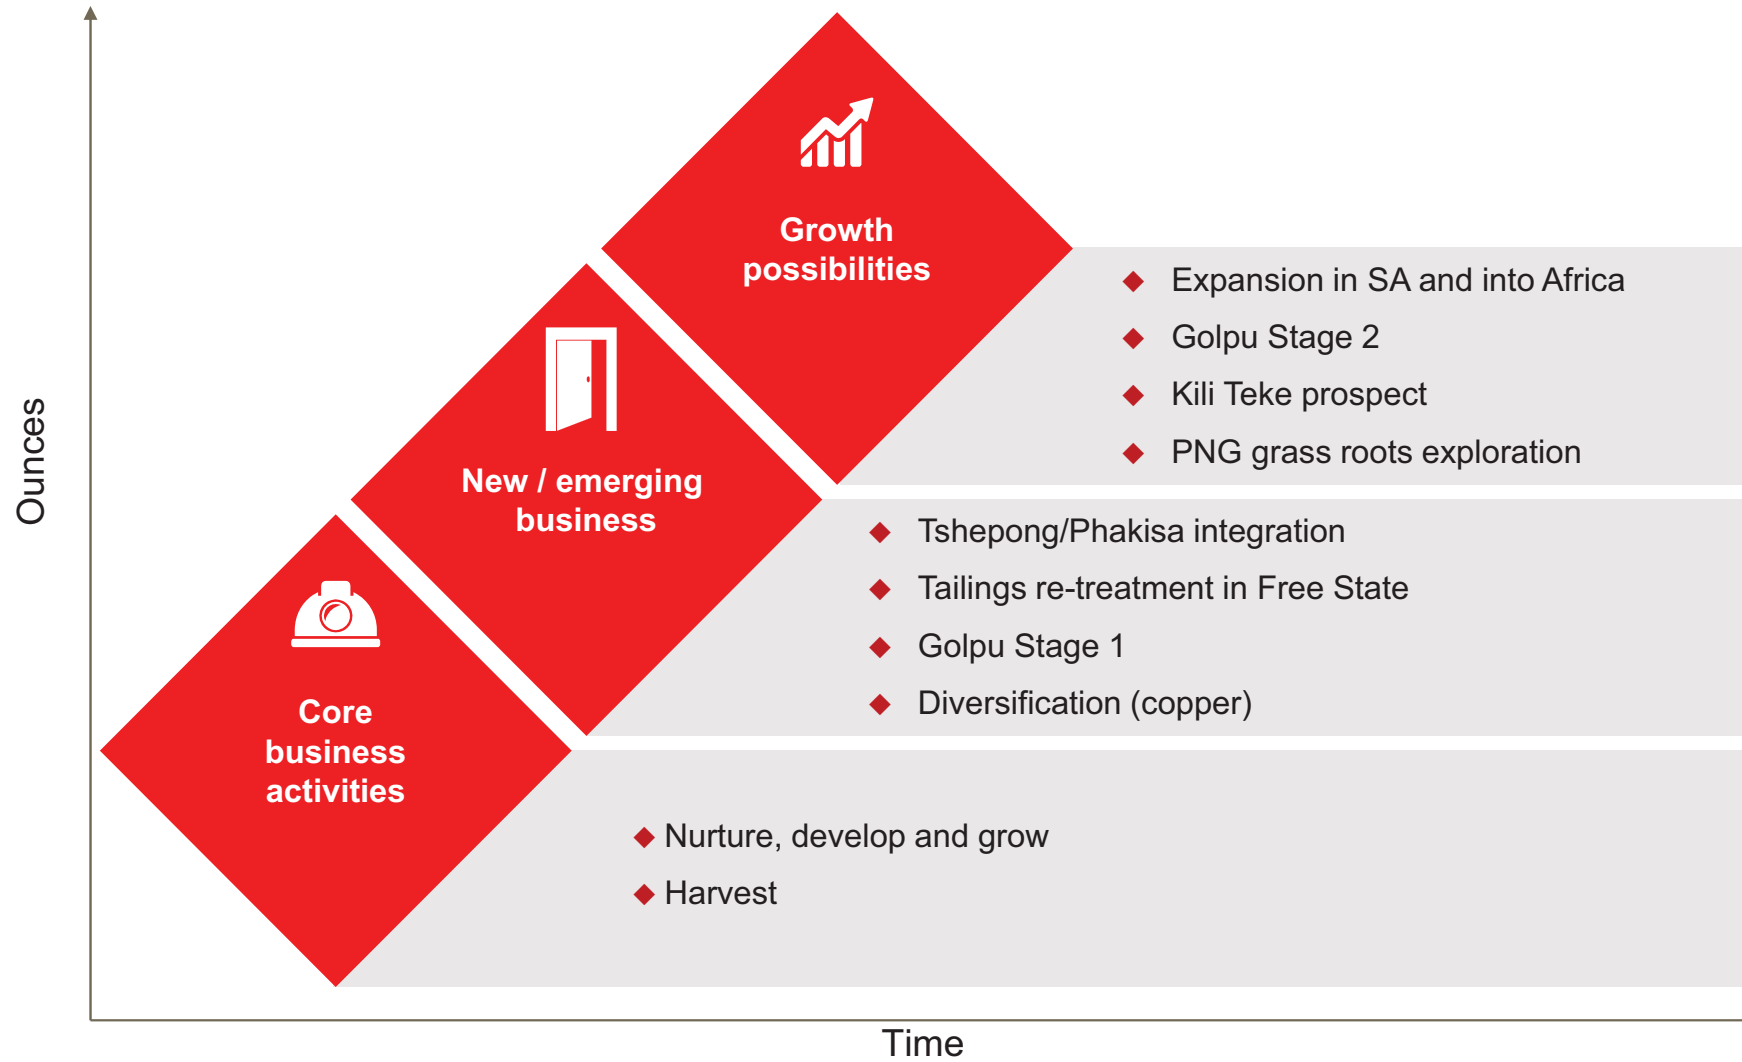 Ounces
Growth
possibilities
Expansion in SA and into Africa
Golpu Stage 2
Kili Teke prospect
PNG grass roots exploration
New / emerging
business
Tshepong/Phakisa integration
Tailings re-treatment in Free State
Golpu Stage 1
Diversification (copper)
Core
business
activities
Nurture, develop and grow
Harvest
Time